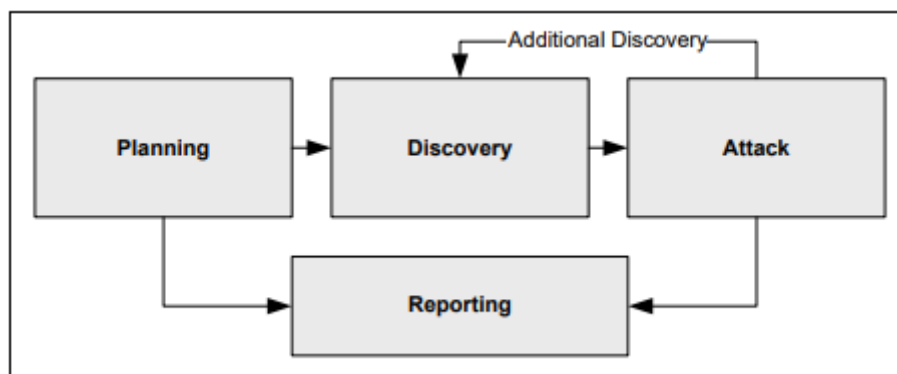 Additional Discovery
Planning
Discovery
Attack
Reporting